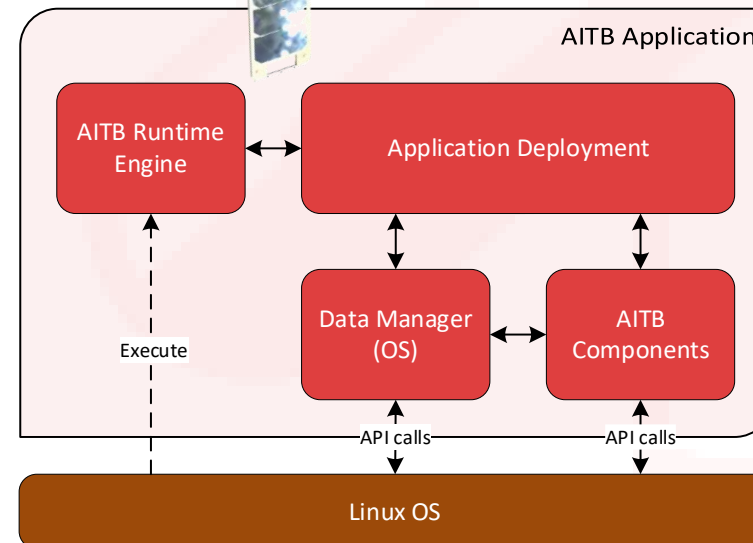 AITB Application
AITB Runtime
Engine
Application Deployment
Data Manager
(OS)
AITB
Components
Execute
API calls
API calls
Linux OS